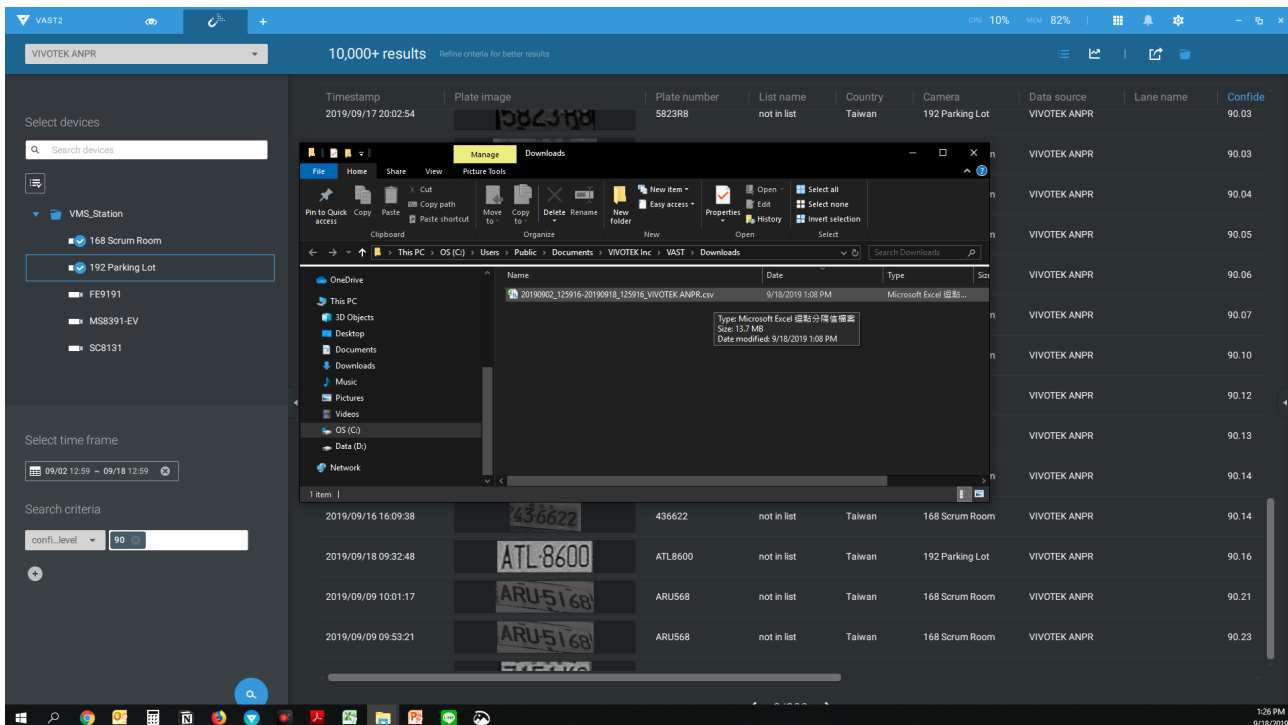 VAST2
CPU 10% MEM 82%
VIVOTEK ANPR
10,000+ results Refine criteria for better results
Select devices
Search devices
VMS_Station
168 Scrum Room
192 Parking Lot
FE9191
MS8391-EV
SC8131
Select time frame
09/02 12:59 ~ 09/18 12:59
Search criteria
confi...level 90
Timestamp Plate image Plate number List name Country Camera Data source Lane name Confide
2019/09/17 20:02:54 5823R8 5823R8 not in list Taiwan 192 Parking Lot VIVOTEK ANPR 90.03
n VIVOTEK ANPR 90.03
n VIVOTEK ANPR 90.04
n VIVOTEK ANPR 90.05
VIVOTEK ANPR 90.06
n VIVOTEK ANPR 90.07
n VIVOTEK ANPR 90.10
VIVOTEK ANPR 90.12
VIVOTEK ANPR 90.13
n VIVOTEK ANPR 90.14
2019/09/16 16:09:38 436622 436622 not in list Taiwan 168 Scrum Room VIVOTEK ANPR 90.14
2019/09/18 09:32:48 ATL-8600 ATL8600 not in list Taiwan 192 Parking Lot VIVOTEK ANPR 90.16
2019/09/09 10:01:17 ARU-5168 ARU568 not in list Taiwan 168 Scrum Room VIVOTEK ANPR 90.21
2019/09/09 09:53:21 ARU-5168 ARU568 not in list Taiwan 168 Scrum Room VIVOTEK ANPR 90.23
Manage Downloads
File Home Share View Picture Tools
Pin to Quick access
Copy
Paste
Cut
Copy path
Paste shortcut
Clipboard
Move to
Copy to
Delete
Rename
Organize
New folder
New item
Easy access
New
Properties
Open
Edit
History
Open
Select all
Select none
Invert selection
Select
This PC > OS (C:) > Users > Public > Documents > VIVOTEK Inc > VAST > Downloads
Search Downloads
OneDrive
This PC
3D Objects
Desktop
Documents
Downloads
Music
Pictures
Videos
OS (C:)
Data (D:)
Network
Name Date Type Size
20190902_125916-20190918_125916_VIVOTEK ANPR.csv 9/18/2019 1:08 PM Microsoft Excel 逗點...
Type: Microsoft Excel 逗點分隔值檔案
Size: 13.7 MB
Date modified: 9/18/2019 1:08 PM
1 item
1:26 PM
9/18/2019